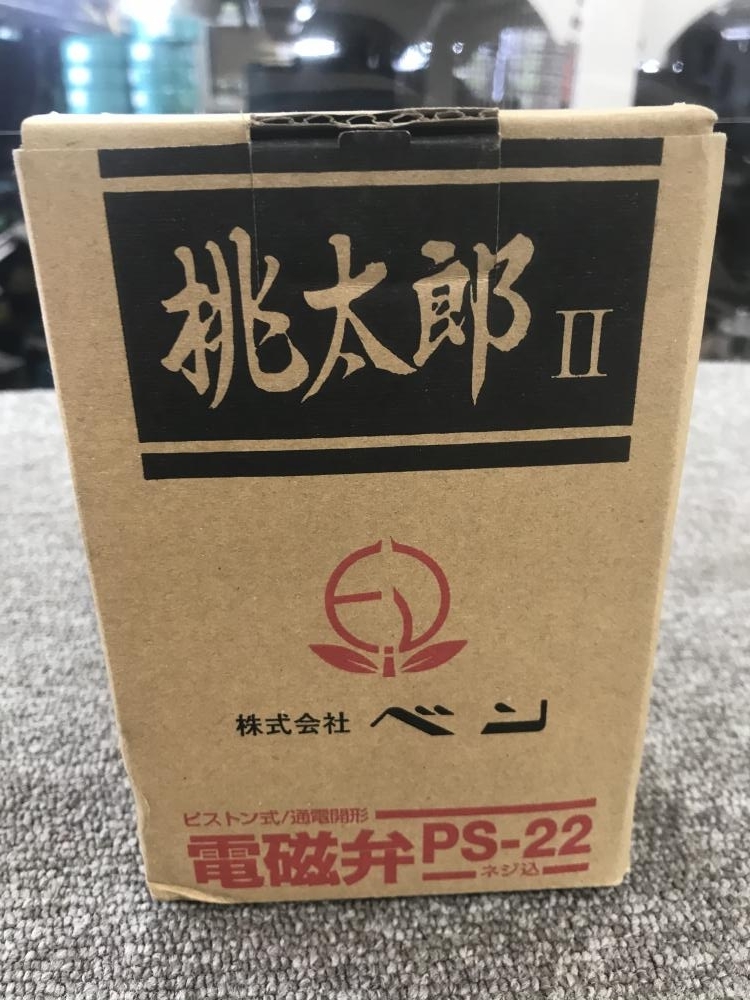 桃太郎 II
株式会社 ベン
ピストン式/通電開形
電磁弁 PS-22
ネジ込